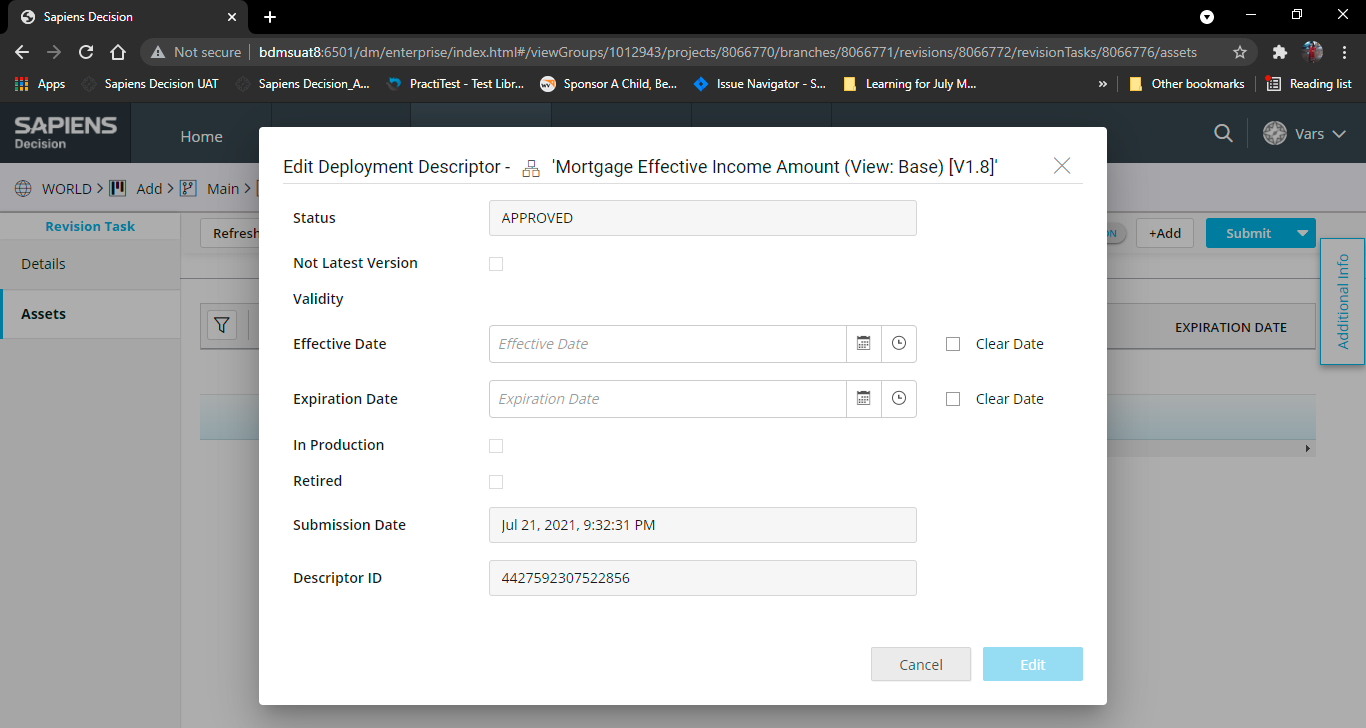 Sapiens Decision
Not secure bdmsuat8:6501/dm/enterprise/index.html#/viewGroups/1012943/projects/8066770/branches/8066771/revisions/8066772/revisionTasks/8066776/assets
Apps Sapiens Decision UAT Sapiens Decision_A... PractiTest - Test Libr... Sponsor A Child, Be... Issue Navigator - S... Learning for July M... » Other bookmarks Reading list
SAPIENS
Decision
Home
Vars
WORLD > Add > Main >
Revision Task
Details
Assets
Refresh
ON
+Add
Submit
EXPIRATION DATE
Additional Info
Edit Deployment Descriptor - 'Mortgage Effective Income Amount (View: Base) [V1.8]'
Status APPROVED
Not Latest Version
Validity
Effective Date Effective Date Clear Date
Expiration Date Expiration Date Clear Date
In Production
Retired
Submission Date Jul 21, 2021, 9:32:31 PM
Descriptor ID 4427592307522856
Cancel Edit